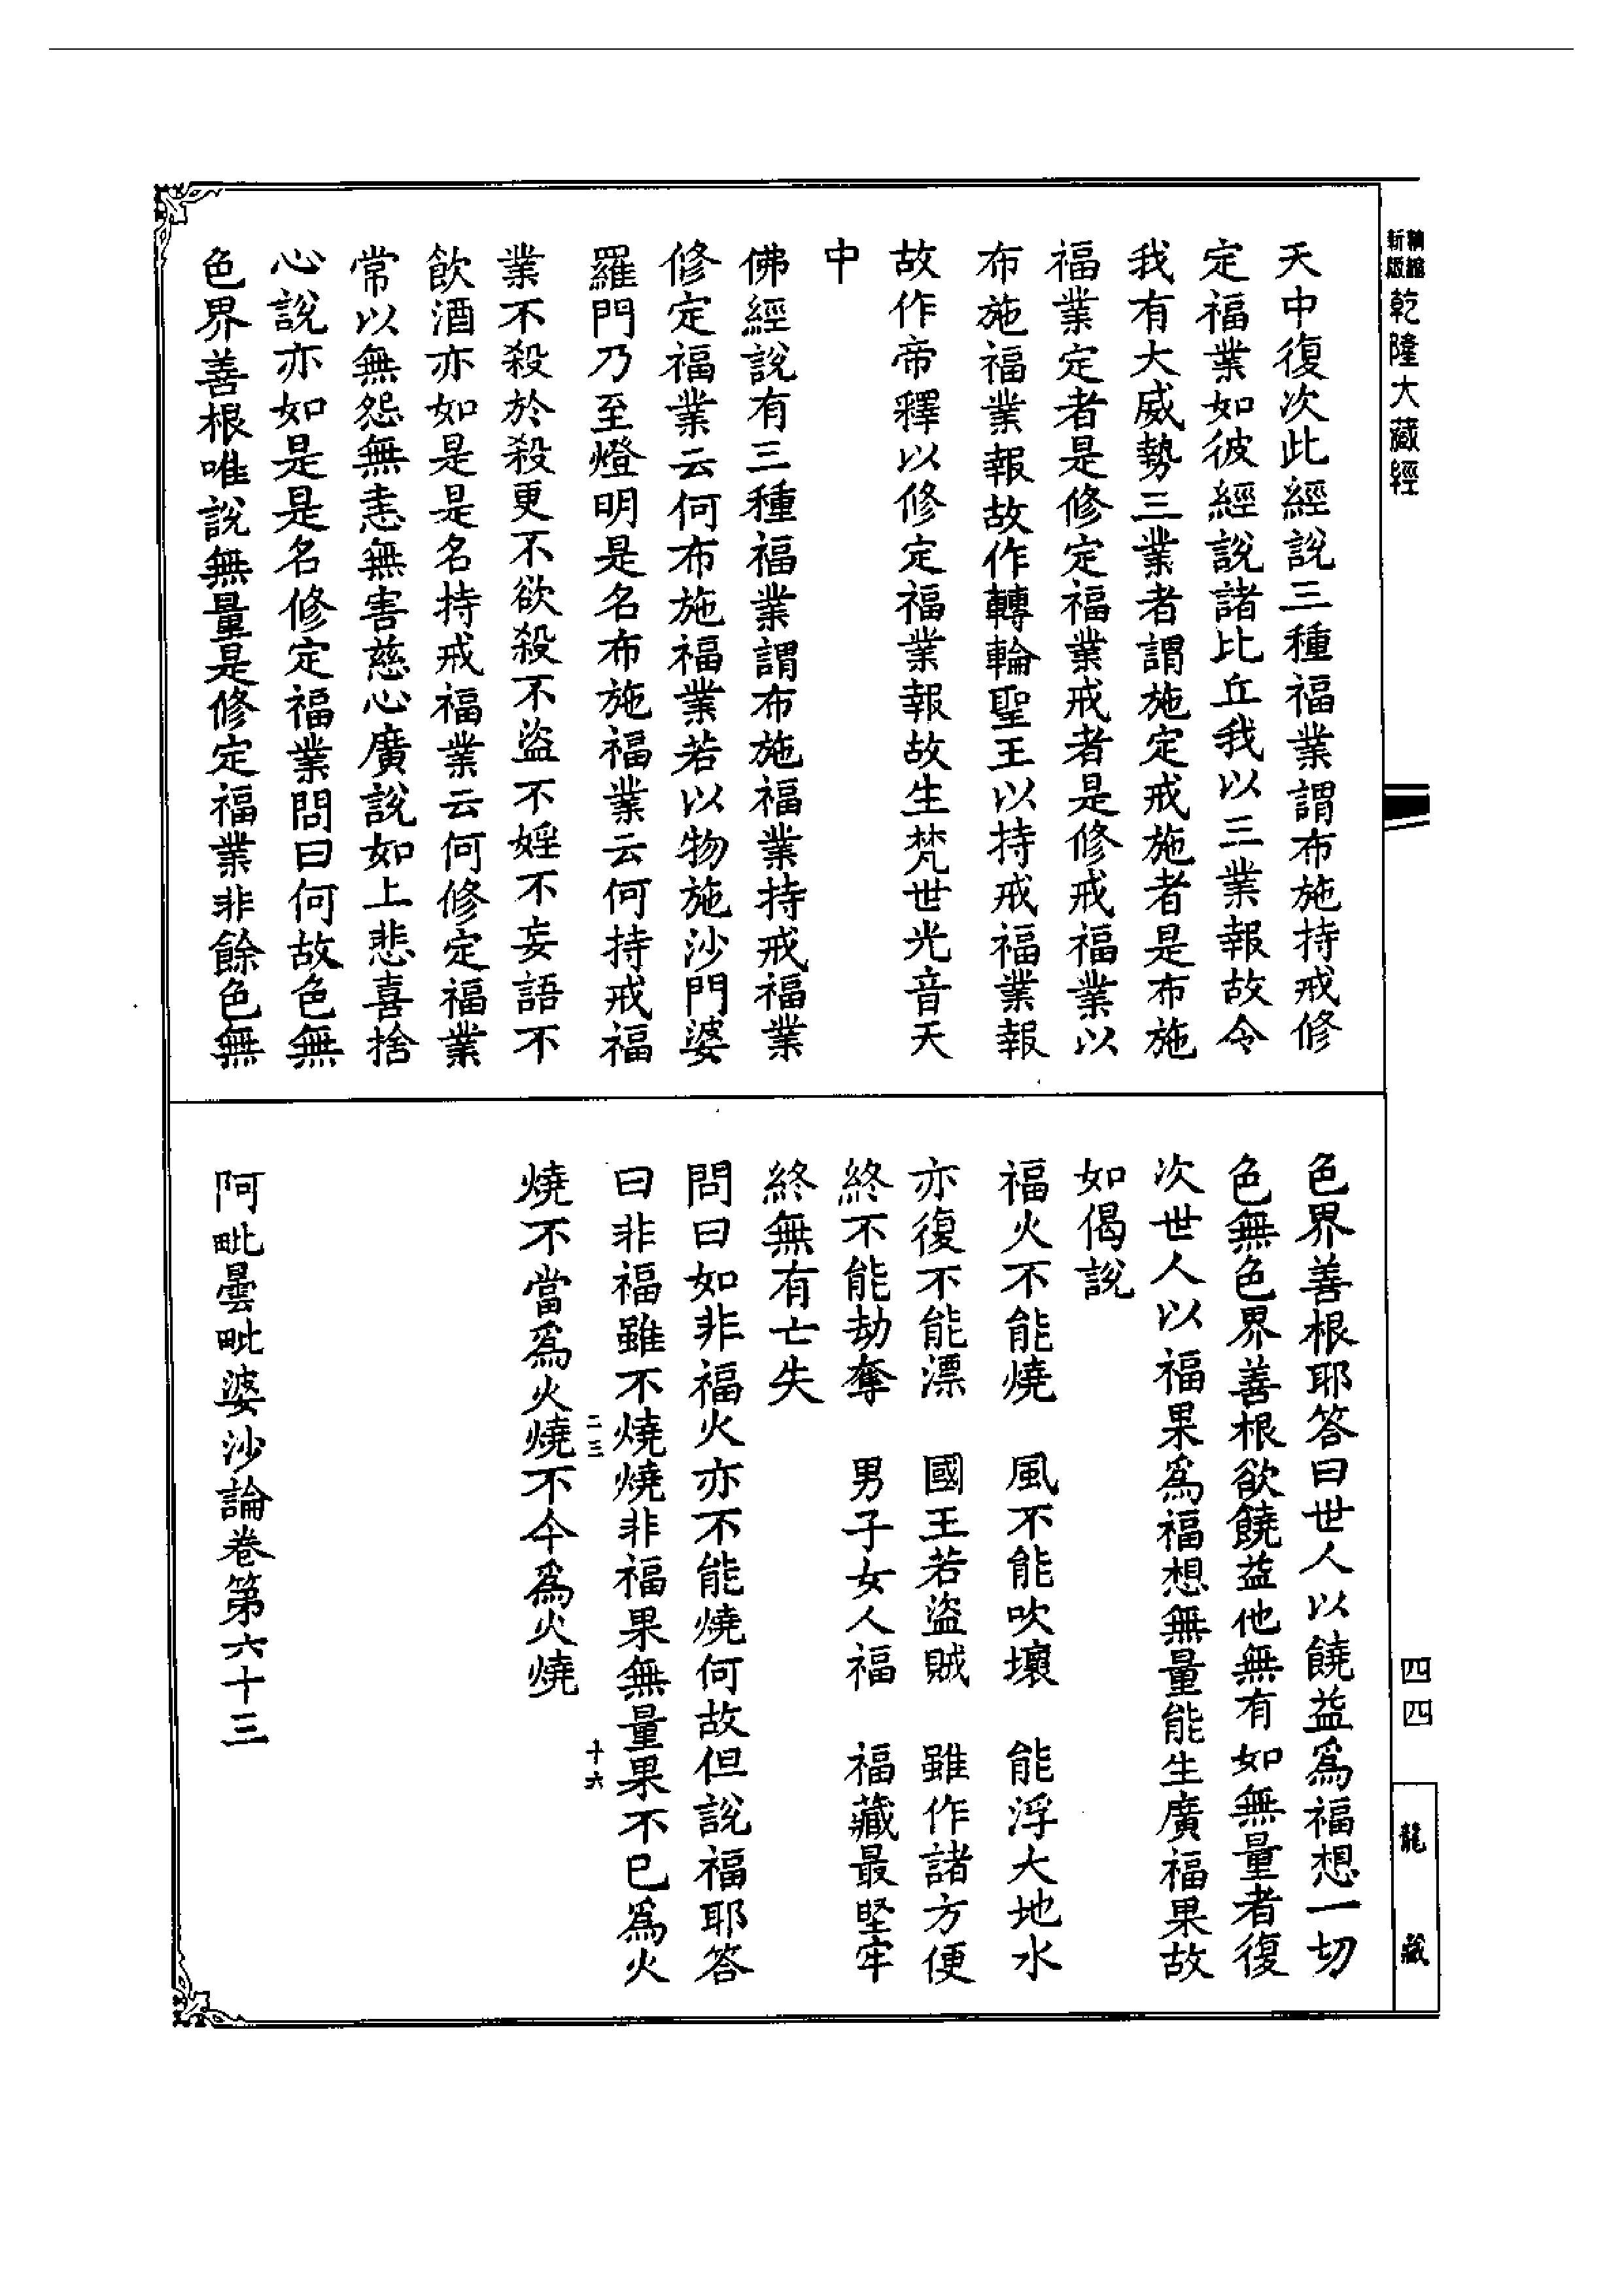 新版
精縮
乾隆大藏經
天中復次此經說三種福業謂布施持戒修
定福業如彼經說諸比丘我以三業報故令
我有大威勢三業者謂施定戒施者是布施
福業定者是修定福業戒者是修戒福業以
布施福業報故作轉輪聖王以持戒福業報
故作帝釋以修定福業報故生梵世光音天
中
佛經說有三種福業謂布施福業持戒福業
修定福業云何布施福業若以物施沙門婆
羅門乃至燈明是名布施福業云何持戒福
業不殺於殺更不欲殺不盜不婬不妄語不
飲酒亦如是是名持戒福業云何修定福業
常以無怨無恚無害慈心廣說如上悲喜捨
心說亦如是是名修定福業問曰何故色無
色界善根唯說無量是修定福業非餘色無
色界善根耶答曰世人以饒益爲福想一切
色無色界善根欲饒益他無有如無量者復
次世人以福果爲福想無量能生廣福果故
如偈說
福火不能燒　風不能吹壞　能浮大地水
亦復不能漂　國王若盜賊　雖作諸方便
終不能劫奪　男子女人福　福藏最堅牢
終無有亡失
問曰如非福火亦不能燒何故但說福耶答
曰非福雖不燒燒非福果無量果不已爲火
二三
十六
燒不當爲火燒不今爲火燒
阿毗曇毗婆沙論卷第六十三
四四
龍藏